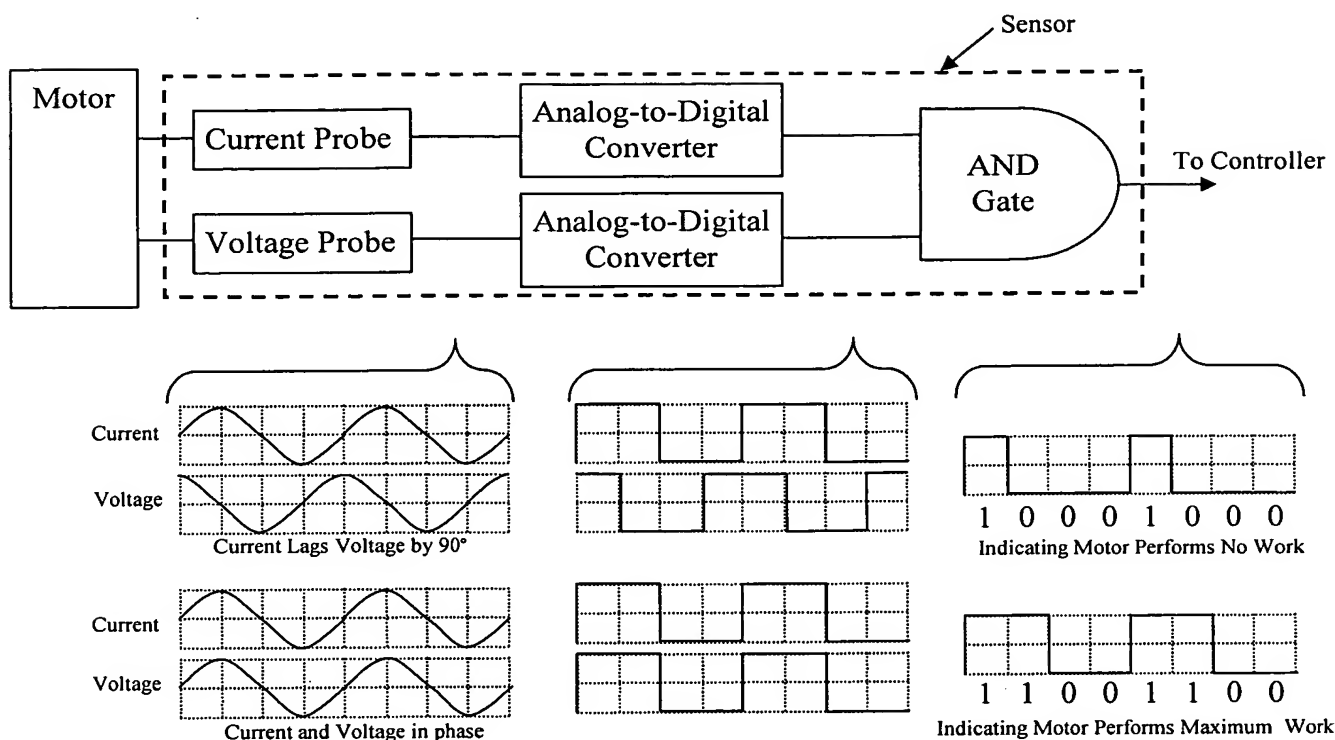 Sensor
Motor
Current Probe
Analog-to-Digital
Converter
AND
Gate
To Controller
Voltage Probe
Analog-to-Digital
Converter
Current
Voltage
Current Lags Voltage by 90°
1 0 0 0 1 0 0 0
Indicating Motor Performs No Work
Current
Voltage
Current and Voltage in phase
1 1 0 0 1 1 0 0
Indicating Motor Performs Maximum Work